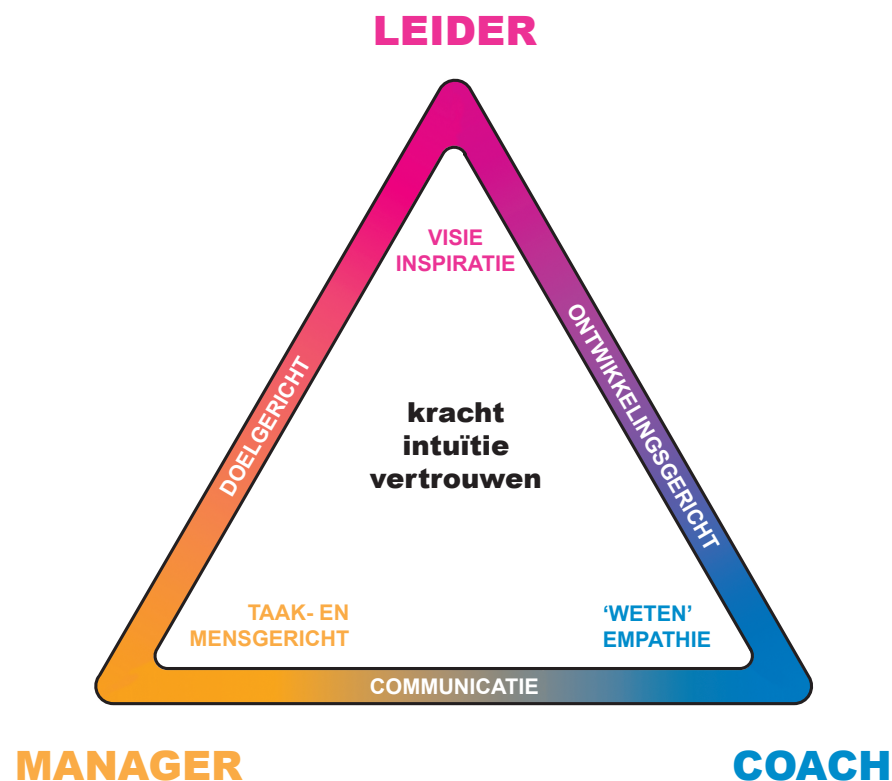 LEIDER
VISIE
INSPIRATIE
DOELGERICHT
ONTWIKKELINGSGERICHT
kracht
intuïtie
vertrouwen
TAAK- EN
MENSGERICHT
‘WETEN’
EMPATHIE
COMMUNICATIE
MANAGER
COACH